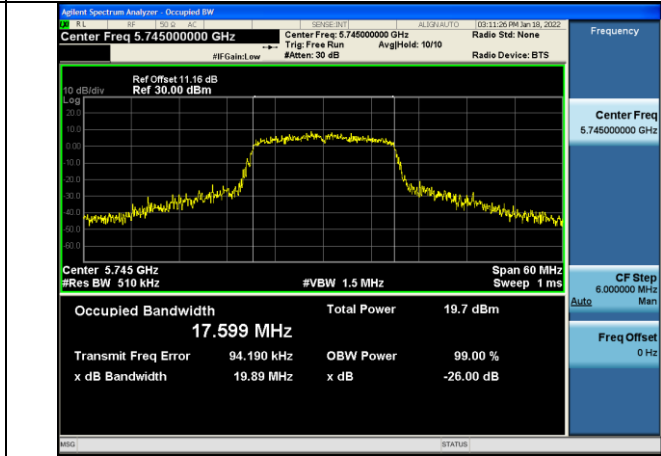 Agilent Spectrum Analyzer - Occupied BW
RL RF 50 Ω AC SENSE:INT ALIGNAUTO 03:11:26 PM Jan 18, 2022
Center Freq 5.745000000 GHz
Center Freq: 5.745000000 GHz
Radio Std: None
Trig: Free Run Avg|Hold: 10/10
#IFGain:Low #Atten: 30 dB Radio Device: BTS
Frequency
Ref Offset 11.16 dB
10 dB/div Ref 30.00 dBm
Log
20.0
10.0
0.00
-10.0
-20.0
-30.0
-40.0
-50.0
-60.0
Center Freq
5.745000000 GHz
Center 5.745 GHz Span 60 MHz
#Res BW 510 kHz #VBW 1.5 MHz Sweep 1 ms
CF Step
6.000000 MHz
Auto Man
Occupied Bandwidth Total Power 19.7 dBm
17.599 MHz
Transmit Freq Error 94.190 kHz OBW Power 99.00 %
x dB Bandwidth 19.89 MHz x dB -26.00 dB
Freq Offset
0 Hz
MSG STATUS